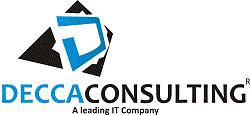 DECCACONSULTING R
A leading IT Company